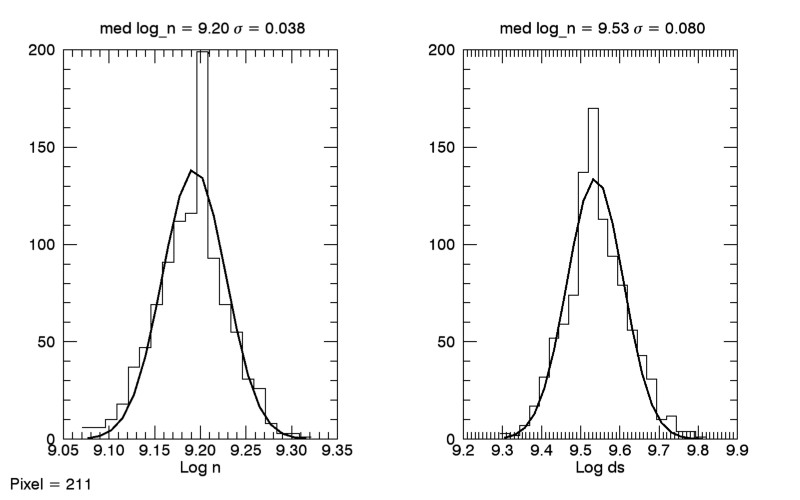 med log_n = 9.20 σ = 0.038
200
150
100
50
0
9.05 9.10 9.15 9.20 9.25 9.30 9.35
Log n
med log_n = 9.53 σ = 0.080
200
150
100
50
0
9.2 9.3 9.4 9.5 9.6 9.7 9.8 9.9
Log ds
Pixel = 211